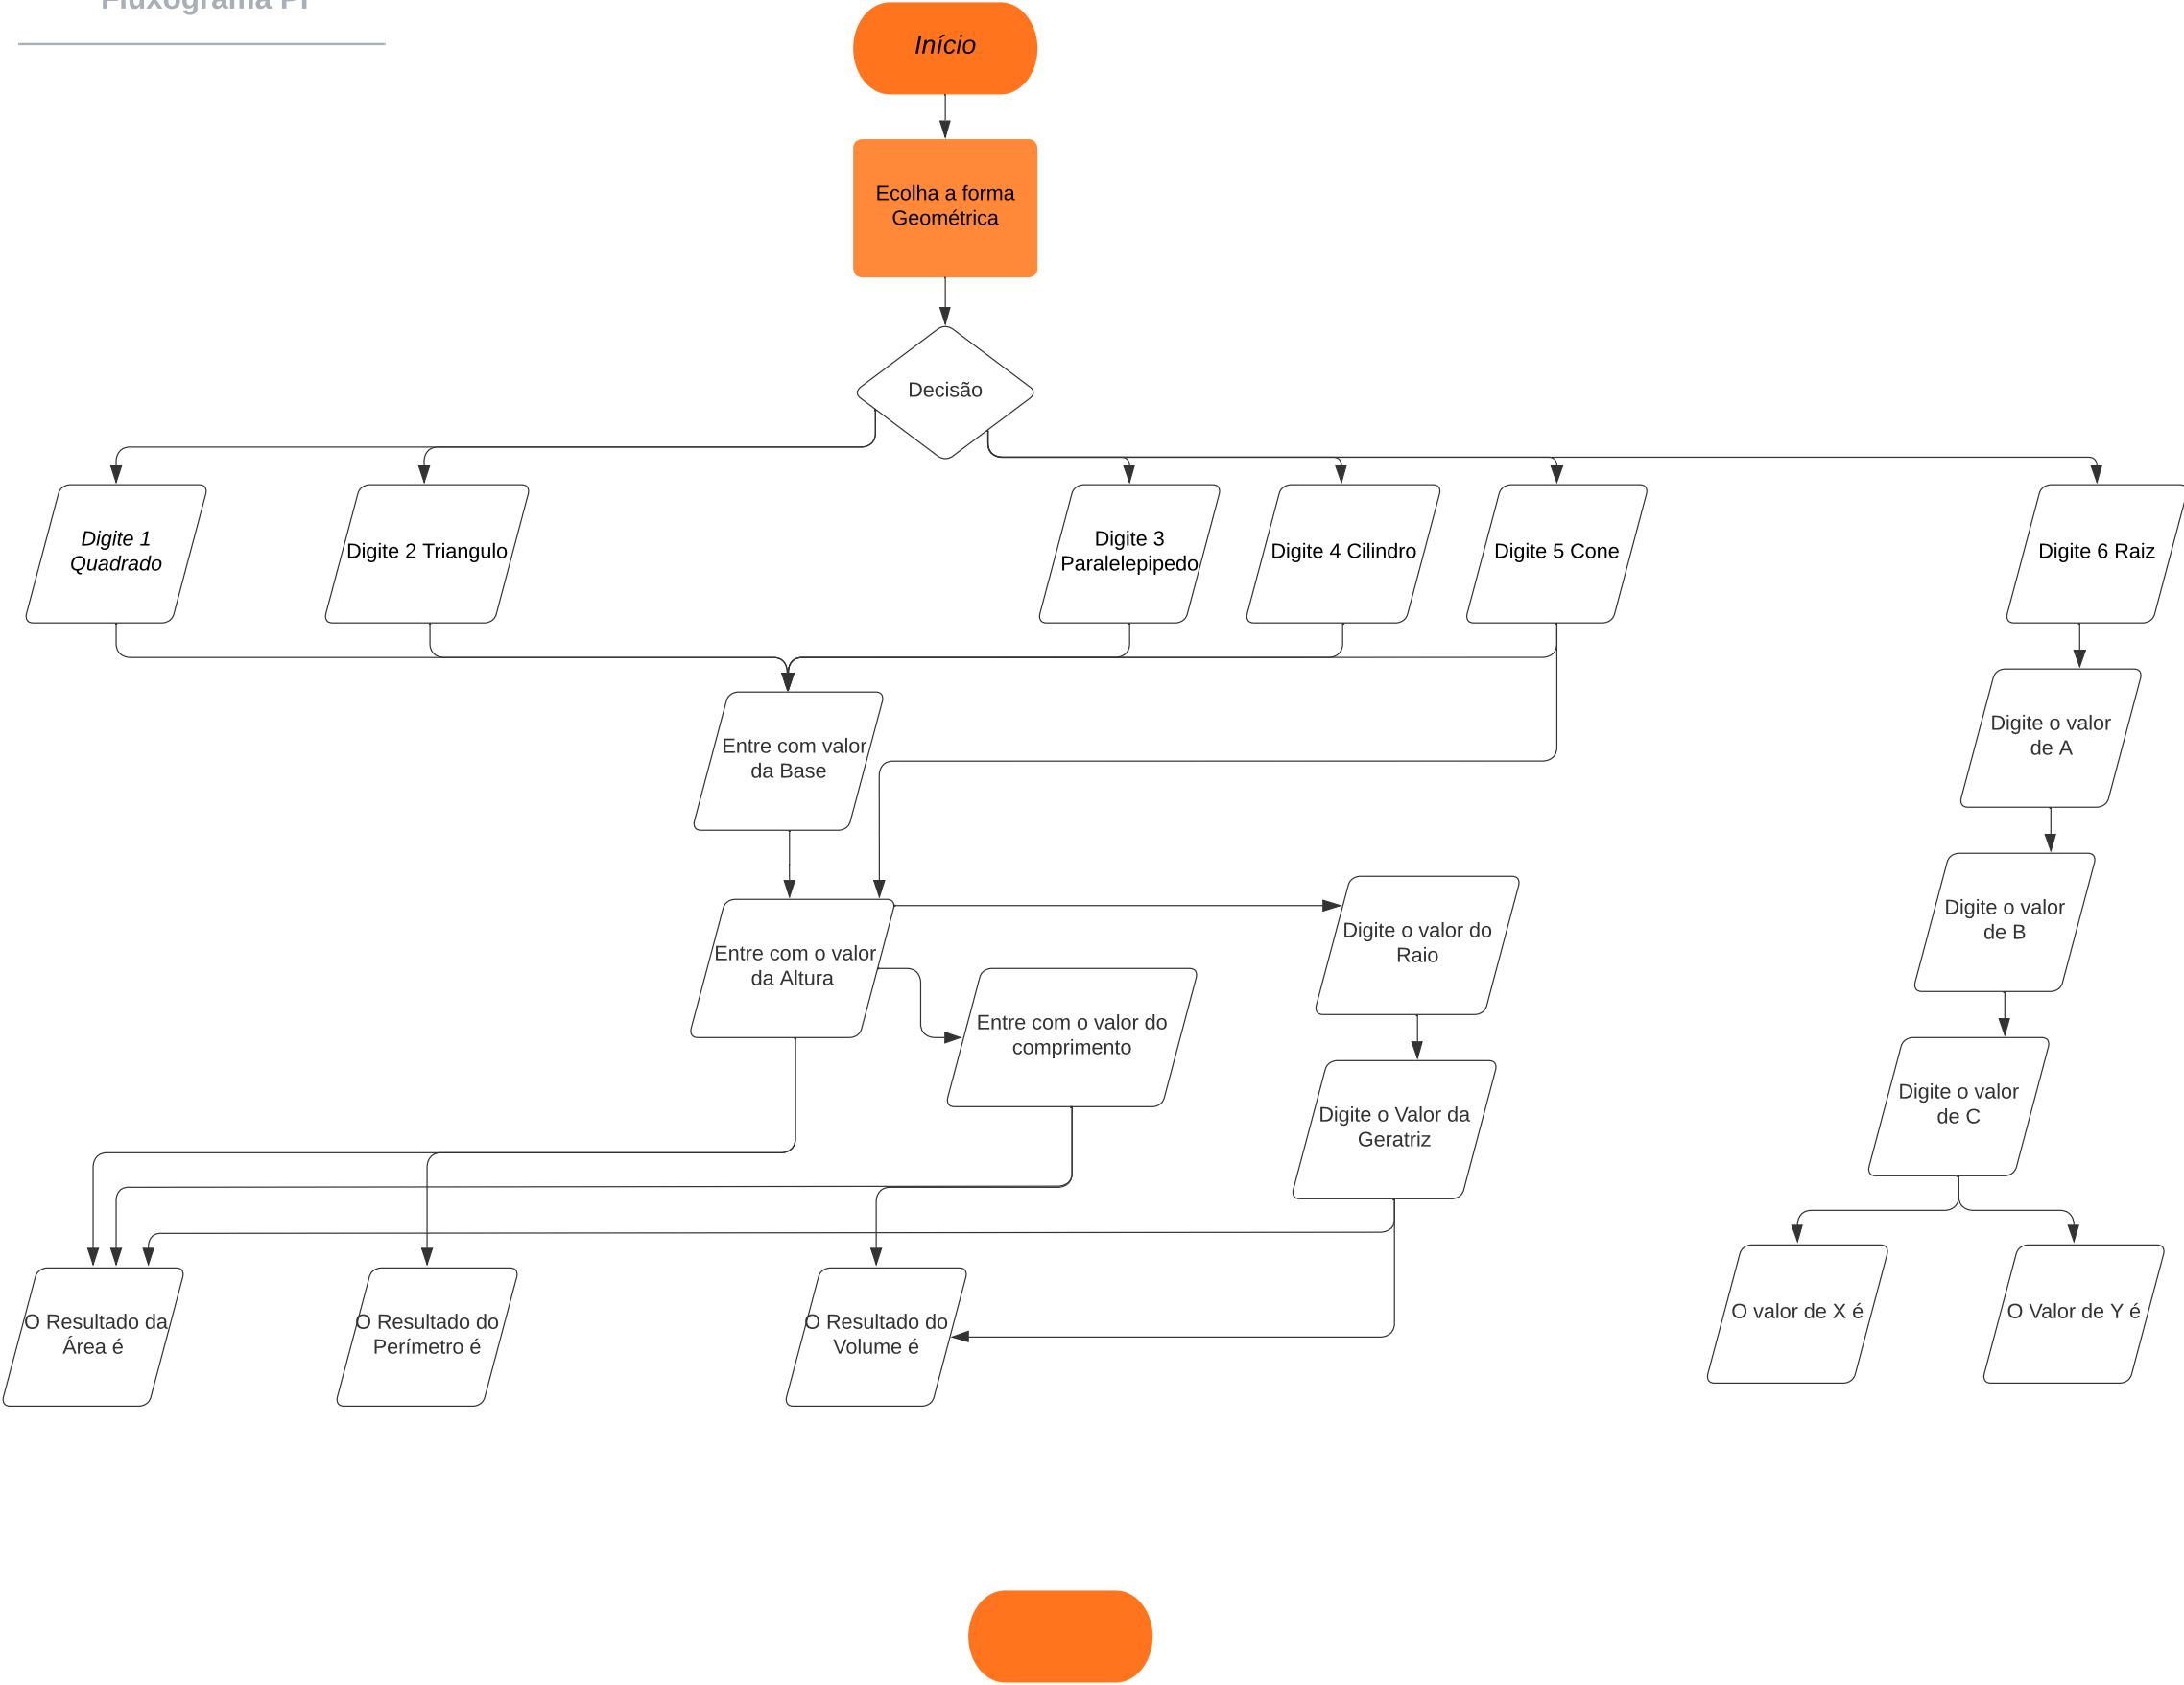 Fluxograma PI
Início
Ecolha a forma
Geométrica
Decisão
Digite 1
Quadrado
Digite 2 Triangulo
Digite 3
Paralelepipedo
Digite 4 Cilindro
Digite 5 Cone
Digite 6 Raiz
Entre com valor
da Base
Digite o valor
de A
Entre com o valor
da Altura
Digite o valor do
Raio
Digite o valor
de B
Entre com o valor do
comprimento
Digite o Valor da
Geratriz
Digite o valor
de C
O Resultado da
Área é
O Resultado do
Perímetro é
O Resultado do
Volume é
O valor de X é
O Valor de Y é